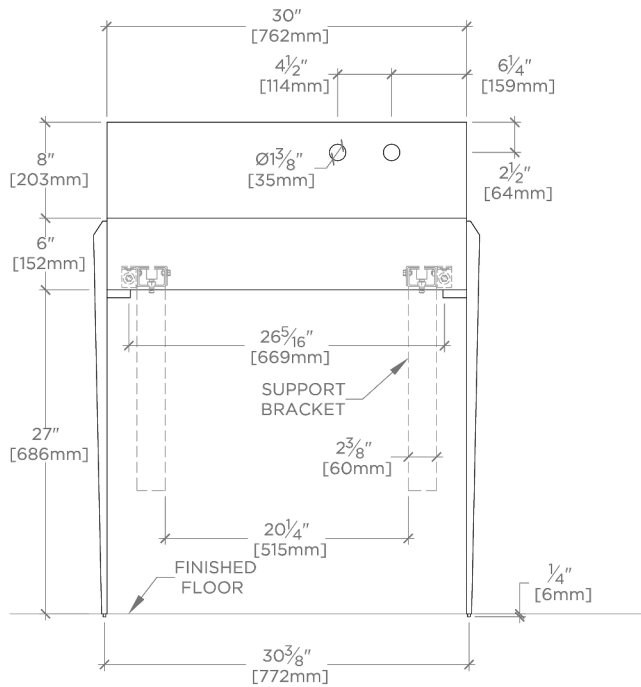 30"
[762mm]
4½"
[114mm]
6¼"
[159mm]
8"
[203mm]
Ø1⅜"
[35mm]
2½"
[64mm]
6"
[152mm]
265⁄16"
[669mm]
SUPPORT
BRACKET
27"
[686mm]
2⅜"
[60mm]
20¼"
[515mm]
FINISHED
FLOOR
¼"
[6mm]
30⅜"
[772mm]